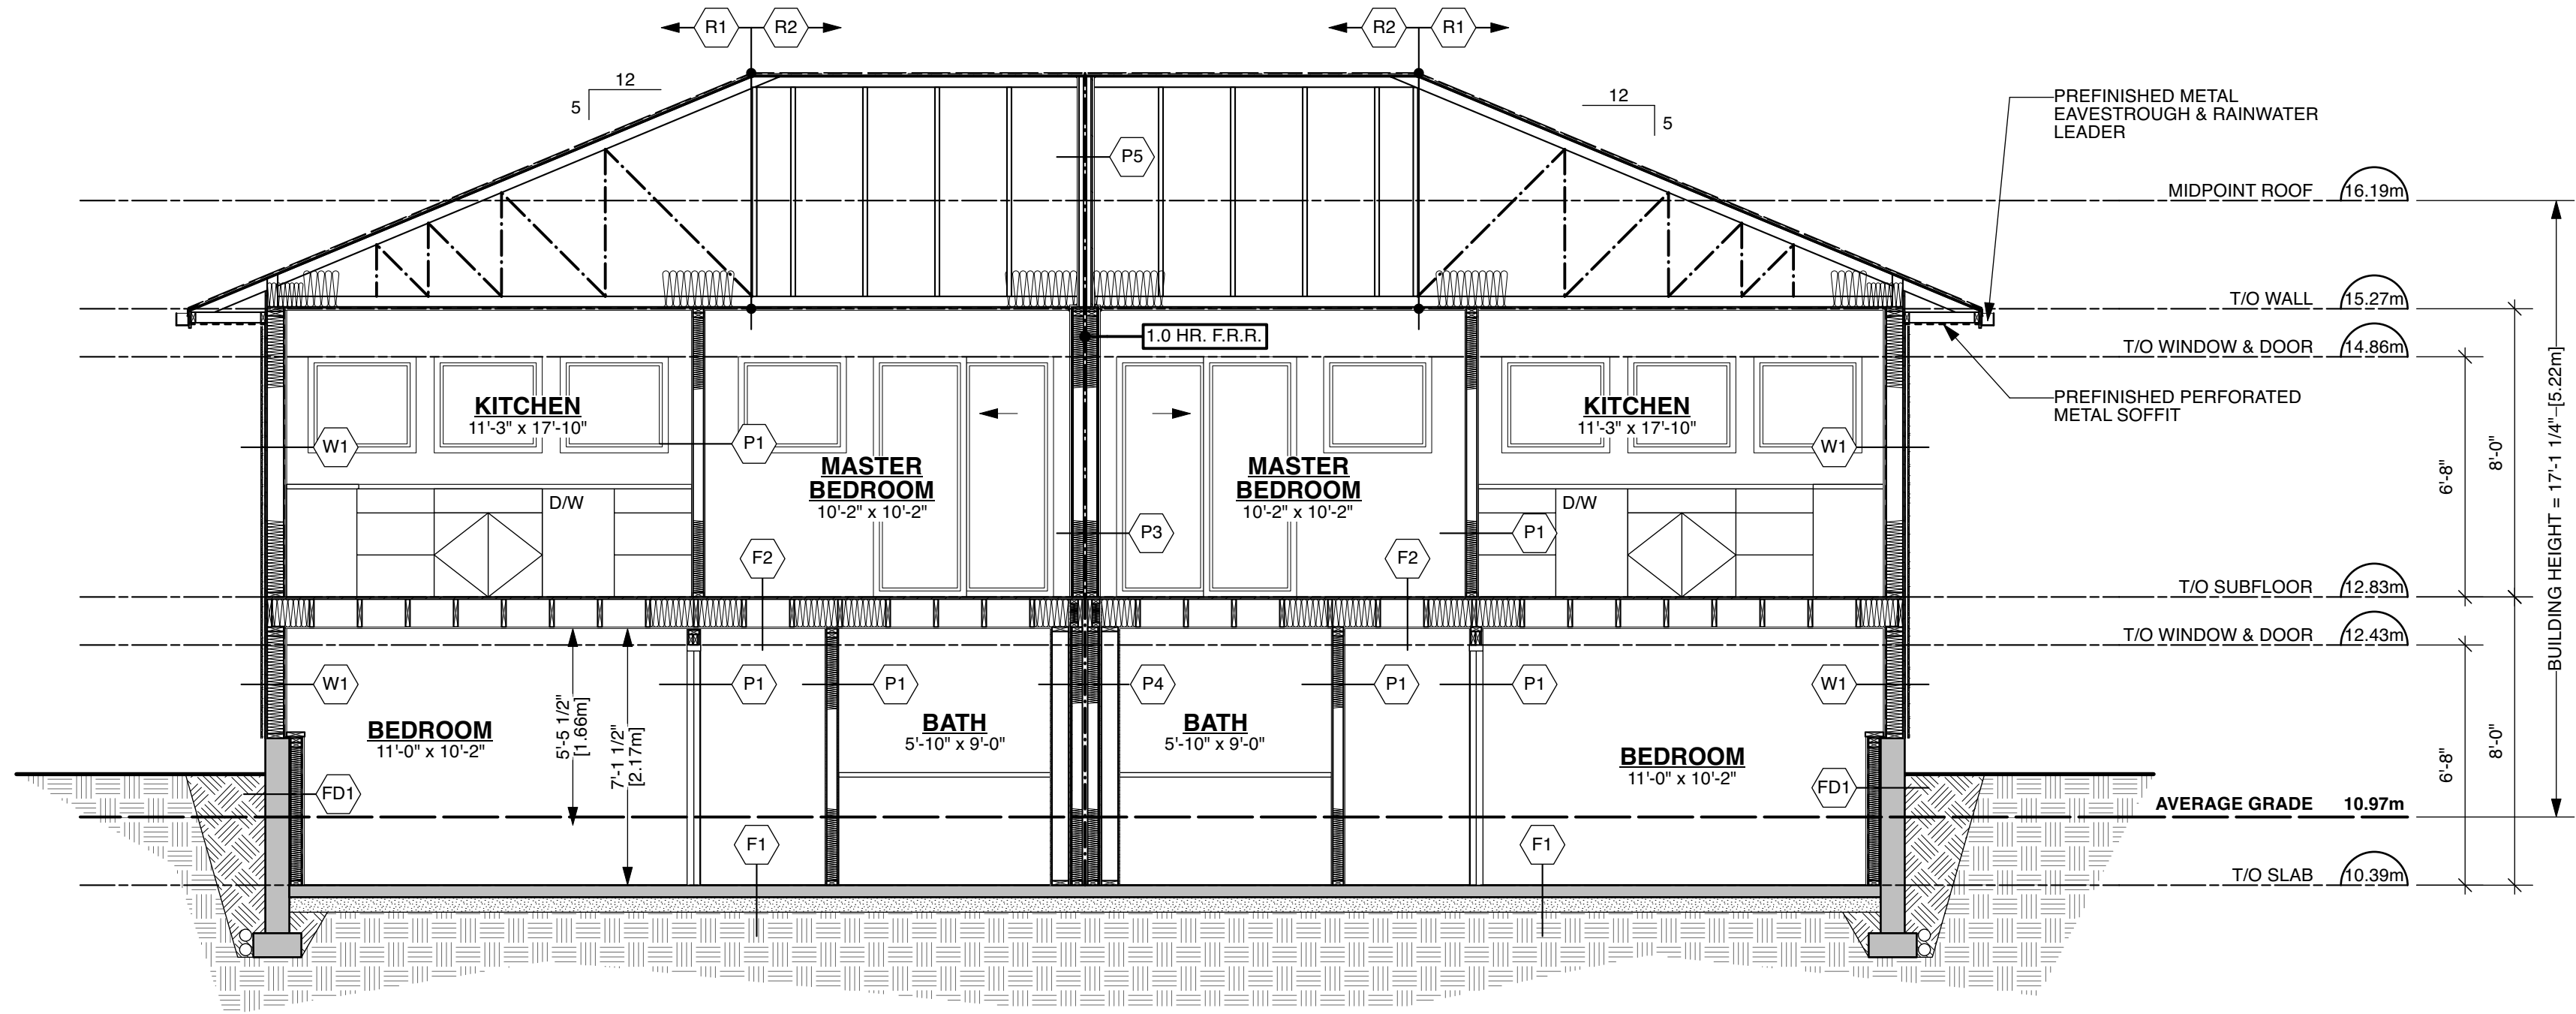 R1 R2 R2 R1
12
5
12
5
PREFINISHED METAL
EAVESTROUGH & RAINWATER
LEADER
P5
MIDPOINT ROOF 16.19m
T/O WALL 15.27m
1.0 HR. F.R.R.
T/O WINDOW & DOOR 14.86m
PREFINISHED PERFORATED
METAL SOFFIT
KITCHEN
11'-3" x 17'-10"
KITCHEN
11'-3" x 17'-10"
W1
P1
W1
MASTER
BEDROOM
10'-2" x 10'-2"
MASTER
BEDROOM
10'-2" x 10'-2"
D/W
D/W
P3
P1
F2
F2
6'-8"
8'-0"
BUILDING HEIGHT = 17'-1 1/4" [5.22m]
T/O SUBFLOOR 12.83m
T/O WINDOW & DOOR 12.43m
W1
P1
P1
P4
P1
P1
W1
BEDROOM
11'-0" x 10'-2"
5'-5 1/2"
[1.66m]
7'-1 1/2"
[2.17m]
BATH
5'-10" x 9'-0"
BATH
5'-10" x 9'-0"
BEDROOM
11'-0" x 10'-2"
6'-8"
8'-0"
FD1
FD1
AVERAGE GRADE 10.97m
F1
F1
T/O SLAB 10.39m